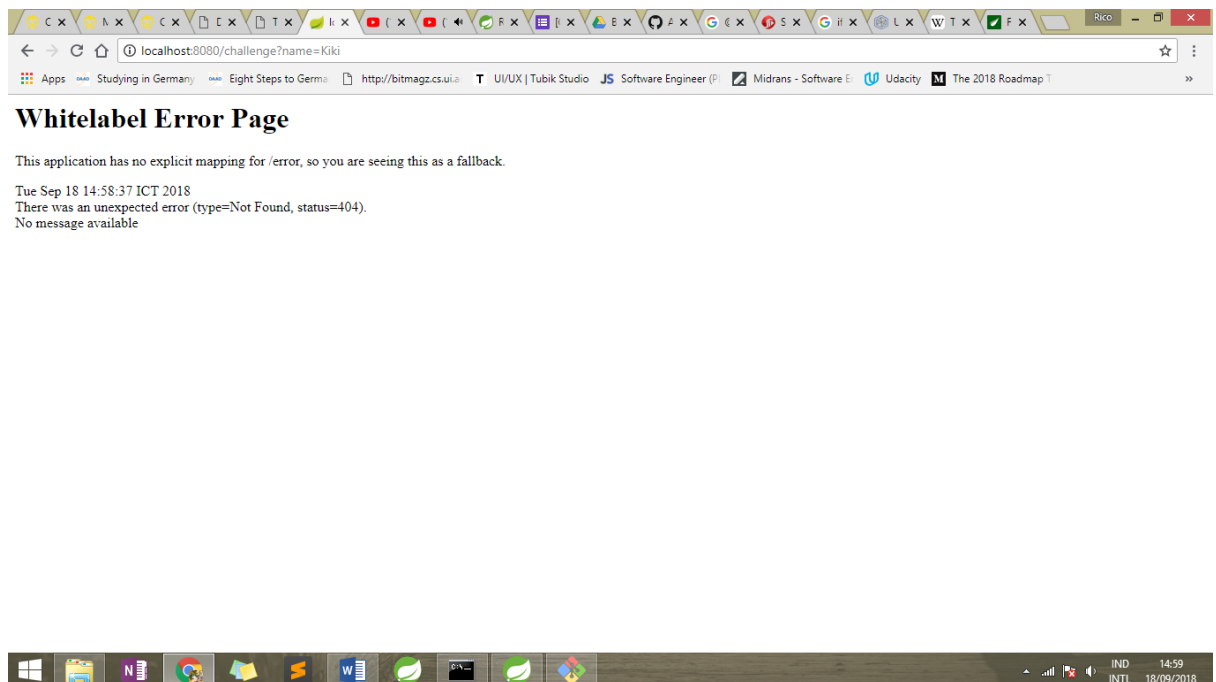 C N C D T Ic ( ( F [ E A G S G if L W T F Rico
localhost:8080/challenge?name=Kiki
Apps Studying in Germany Eight Steps to Germa http://bitmagz.cs.ui.a T UI/UX | Tubik Studio JS Software Engineer (P Midrans - Software E Udacity M The 2018 Roadmap T »
Whitelabel Error Page
This application has no explicit mapping for /error, so you are seeing this as a fallback.
Tue Sep 18 14:58:37 ICT 2018
There was an unexpected error (type=Not Found, status=404).
No message available
IND 14:59
INTL 18/09/2018